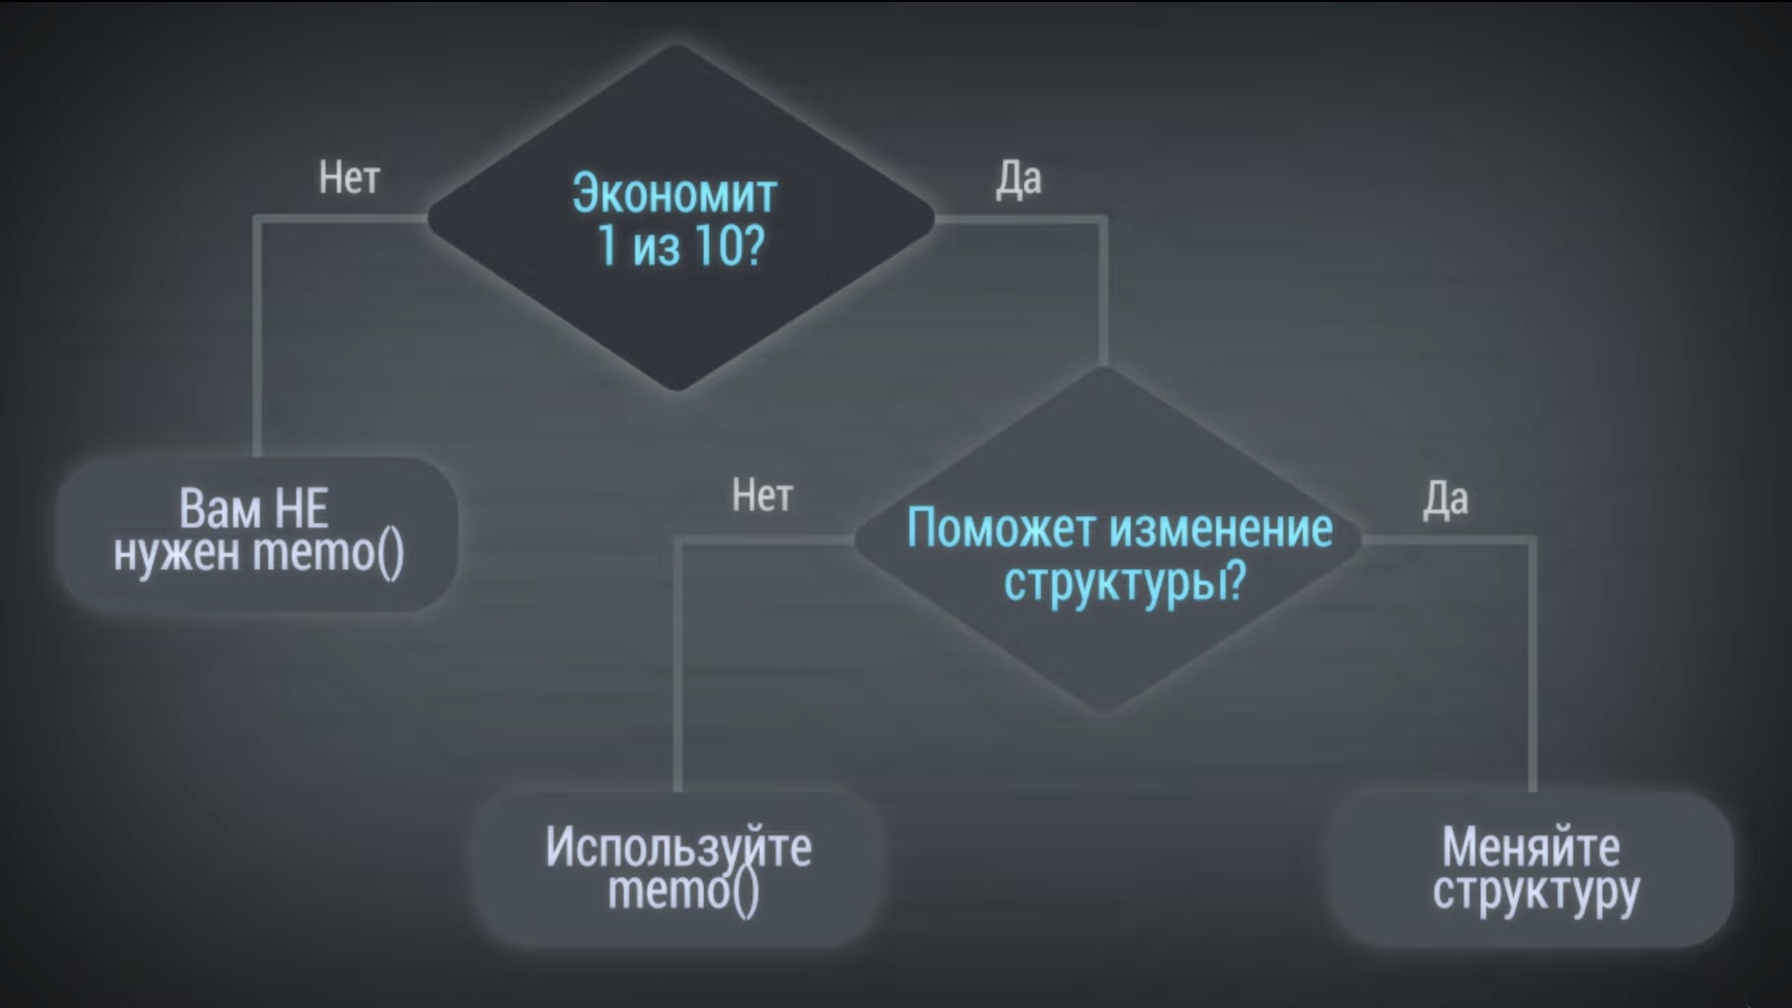 Нет
Экономит
1 из 10?
Да
Вам НЕ
нужен memo()
Нет
Поможет изменение
структуры?
Да
Используйте
memo()
Меняйте
структуру